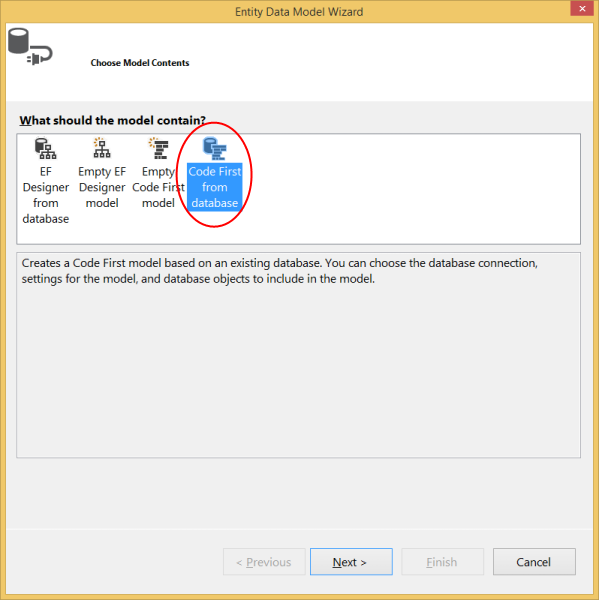 Entity Data Model Wizard
Choose Model Contents
What should the model contain?
EF Designer from database
Empty EF Designer model
Empty Code First model
Code First from database
Creates a Code First model based on an existing database. You can choose the database connection,
settings for the model, and database objects to include in the model.
< Previous
Next >
Finish
Cancel